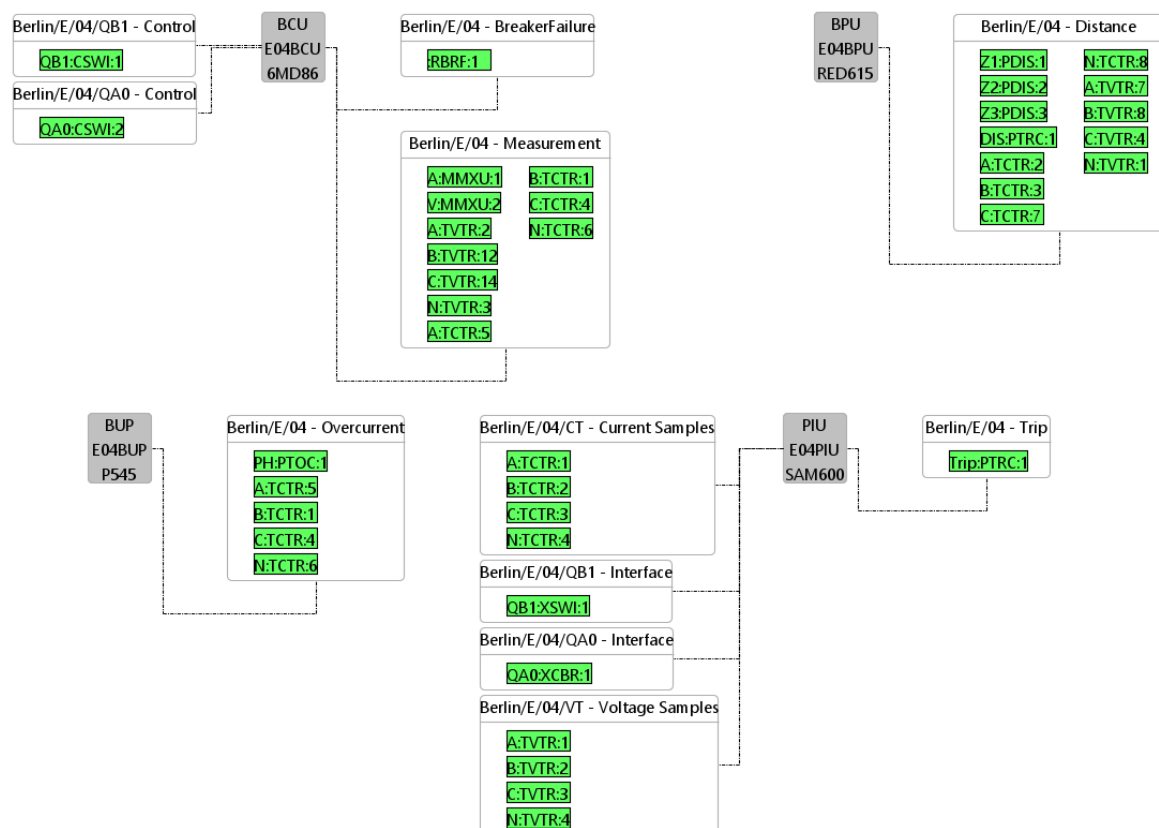 Berlin/E/04/QB1 - Control
QB1:CSWI:1
Berlin/E/04/QA0 - Control
QA0:CSWI:2
BCU
E04BCU
6MD86
Berlin/E/04 - BreakerFailure
:RBRF:1
Berlin/E/04 - Measurement
A:MMXU:1
V:MMXU:2
A:TVTR:2
B:TVTR:12
C:TVTR:14
N:TVTR:3
A:TCTR:5
B:TCTR:1
C:TCTR:4
N:TCTR:6
BPU
E04BPU
RED615
Berlin/E/04 - Distance
Z1:PDIS:1
Z2:PDIS:2
Z3:PDIS:3
DIS:PTRC:1
A:TCTR:2
B:TCTR:3
C:TCTR:7
N:TCTR:8
A:TVTR:7
B:TVTR:8
C:TVTR:4
N:TVTR:1
BUP
E04BUP
P545
Berlin/E/04 - Overcurrent
PH:PTOC:1
A:TCTR:5
B:TCTR:1
C:TCTR:4
N:TCTR:6
Berlin/E/04/CT - Current Samples
A:TCTR:1
B:TCTR:2
C:TCTR:3
N:TCTR:4
Berlin/E/04/QB1 - Interface
QB1:XSWI:1
Berlin/E/04/QA0 - Interface
QA0:XCBR:1
Berlin/E/04/VT - Voltage Samples
A:TVTR:1
B:TVTR:2
C:TVTR:3
N:TVTR:4
PIU
E04PIU
SAM600
Berlin/E/04 - Trip
Trip:PTRC:1